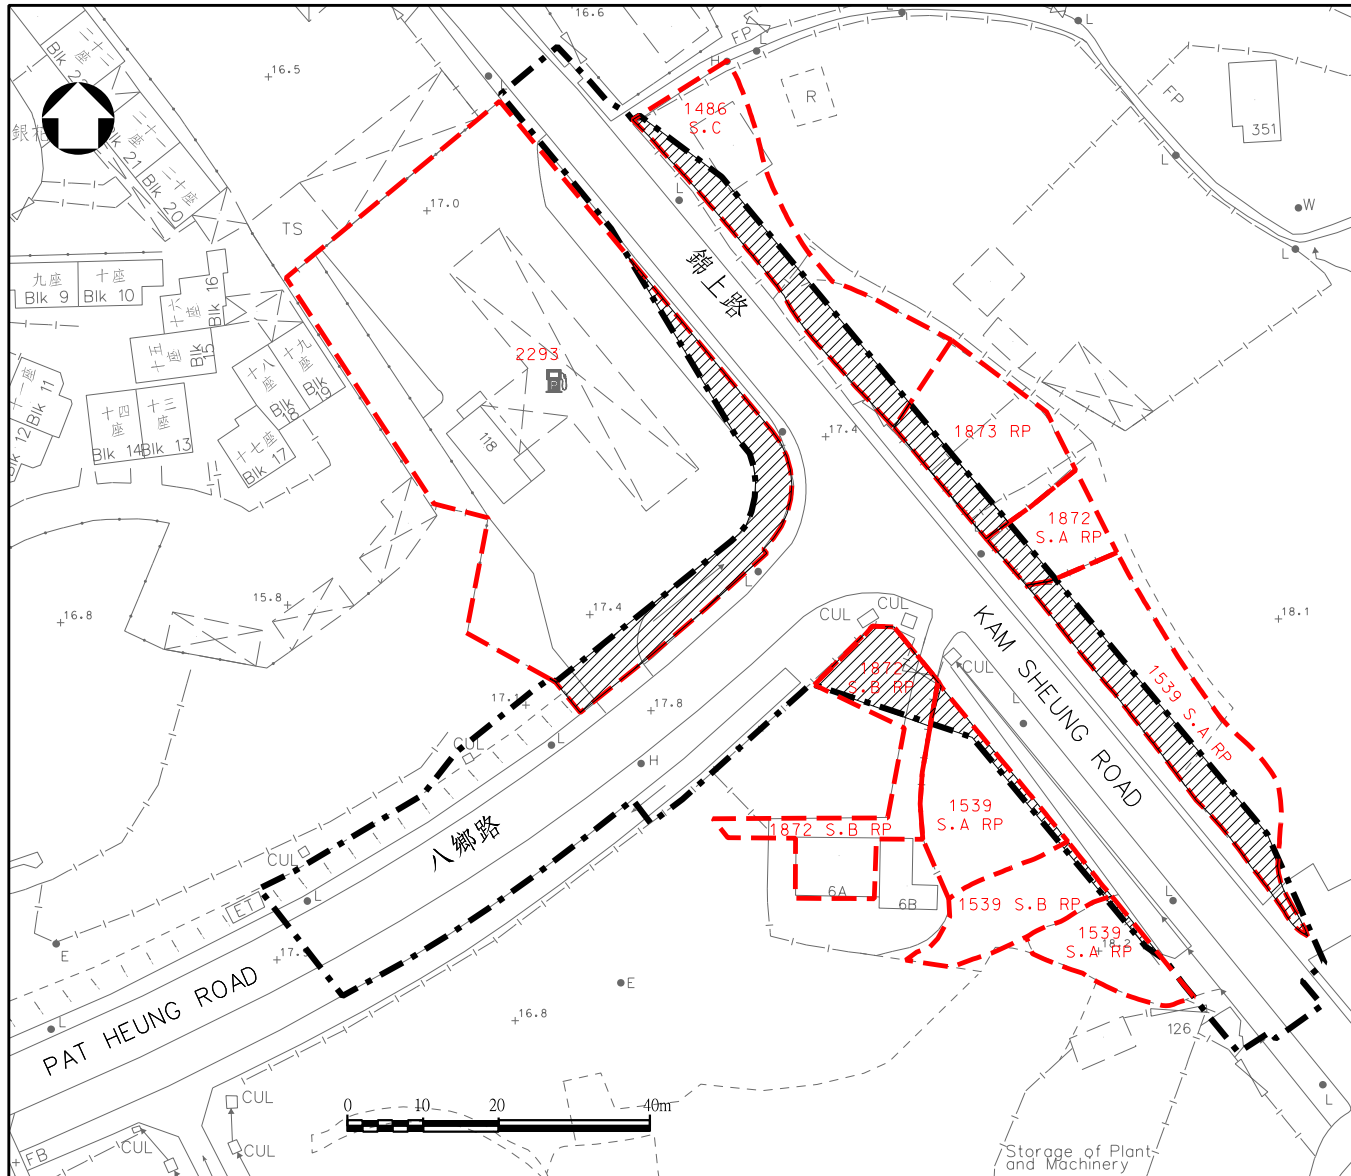 16.6
二十二座
Blk 22
16.5
FP
L
H
L
L
1486
S.C
R
FP
351
二十一座
Blk 21
二十座
Blk 20
L
W
L
L
17.0
TS
錦上路
九座
Blk 9
十座
Blk 10
十六座
Blk 16
十五座
Blk 15
十八座
Blk 18
十九座
Blk 19
2293
P
十一座
Blk 11
Blk 12
十四座
Blk 14
十三座
Blk 13
十七座
Blk 17
118
17.4
1873 RP
1872
S.A RP
L
L
15.8
16.8
17.4
CUL
CUL
18.1
KAM SHEUNG ROAD
CUL
1872
S.B RP
1539 S.A RP
17.1
17.8
L
L
CUL
H
1539
S.A RP
1872 S.B RP
八鄉路
CUL
6A
6B
1539 S.B RP
L
L
ET
1539
S.A RP
18.2
E
E
L
PAT HEUNG ROAD
16.8
126
CUL
CUL
CUL
FB
L
0 10 20 40m
Storage of Plant
and Machinery